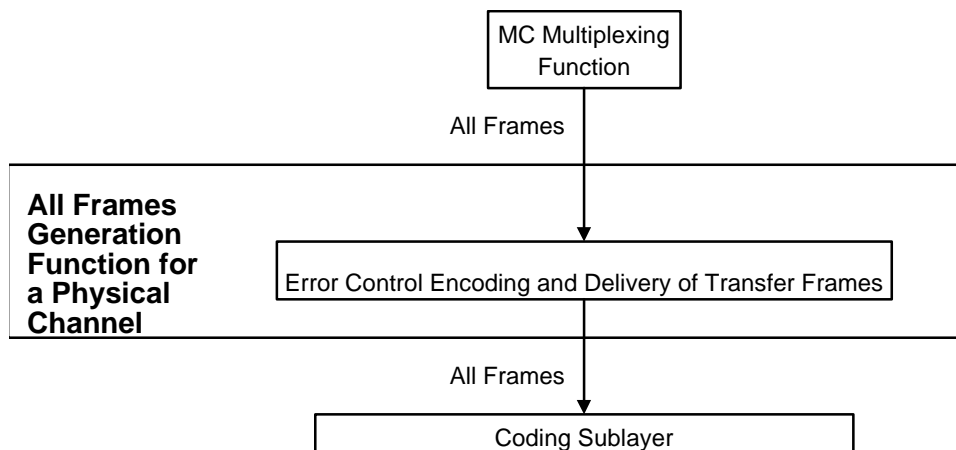 MC Multiplexing
Function
All Frames
All Frames
Generation
Function for
a Physical
Channel
Error Control Encoding and Delivery of Transfer Frames
All Frames
Coding Sublayer